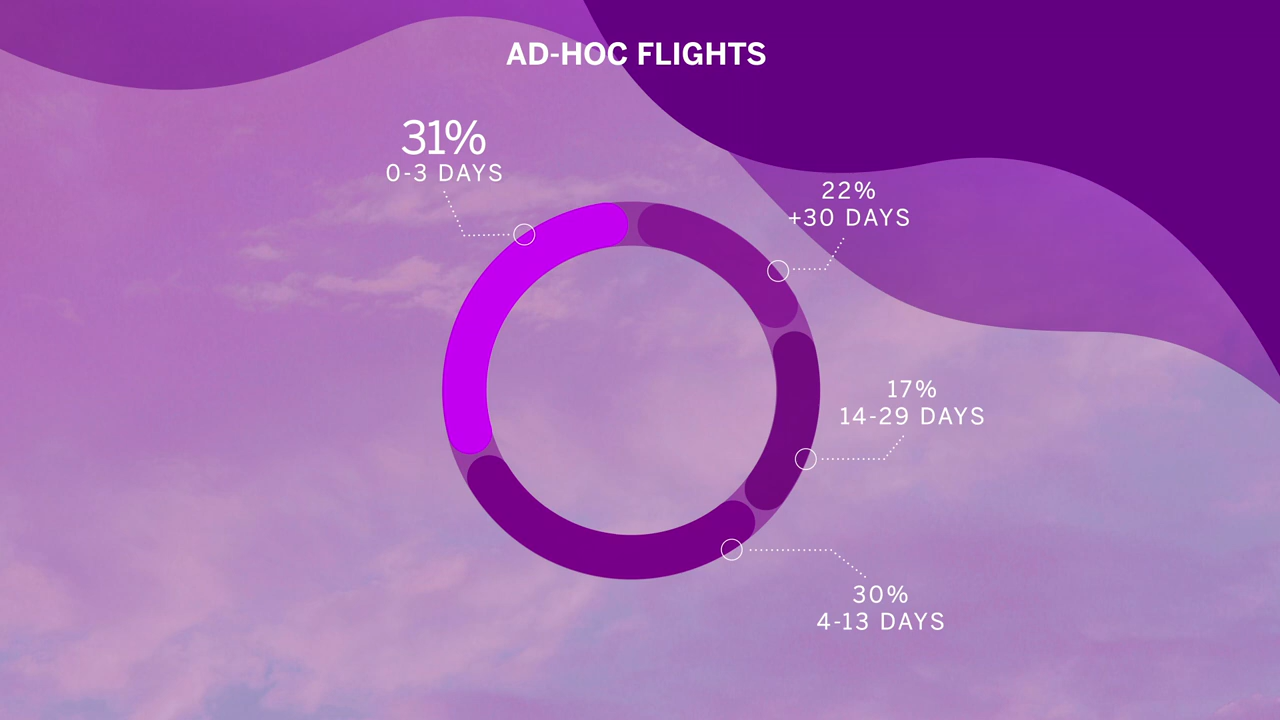 AD-HOC FLIGHTS
31%
0-3 DAYS
22%
+30 DAYS
17%
14-29 DAYS
30%
4-13 DAYS